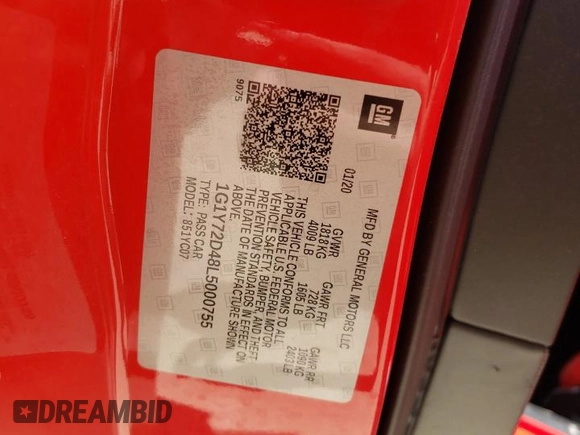 GM
MFD BY GENERAL MOTORS LLC
01/20
GVWR GAWR FRT GAWR RR
1818 KG 728 KG 1090 KG
4009 LB 1605 LB 2403 LB
THIS VEHICLE CONFORMS TO ALL
APPLICABLE U.S. FEDERAL MOTOR
VEHICLE SAFETY, BUMPER, AND THEFT
PREVENTION STANDARDS IN EFFECT ON
THE DATE OF MANUFACTURE SHOWN
ABOVE.
1G1Y72D48L5000755
TYPE: PASS CAR
MODEL: 851YC07
9075
DREAMBID